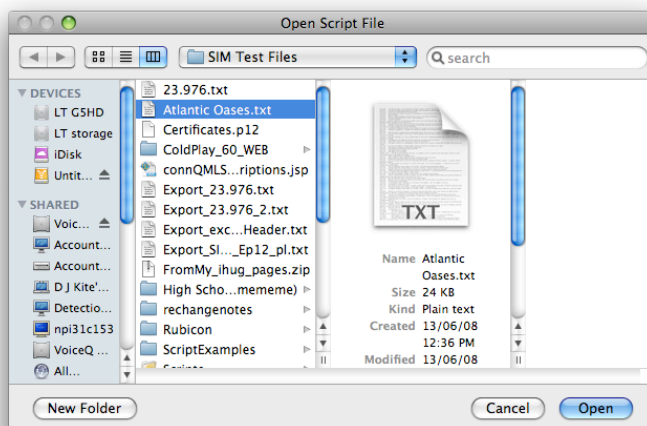 Open Script File
SIM Test Files
search
DEVICES
LT G5HD
LT storage
iDisk
Untit...
SHARED
Voic...
Account...
Account...
D J Kite'...
Detectio...
npi31c153
VoiceQ ...
All...
23.976.txt
Atlantic Oases.txt
Certificates.p12
ColdPlay_60_WEB
connQMLS...riptions.jsp
Export_23.976.txt
Export_23.976_2.txt
Export_exc...Header.txt
Export_SI..._Ep12_pl.txt
FromMy_ihug_pages.zip
High Scho...mememe)
rechangenotes
Rubicon
ScriptExamples
Scripts
TXT
Name Atlantic
Oases.txt
Size 24 KB
Kind Plain text
Created 13/06/08
12:36 PM
Modified 13/06/08
New Folder
Cancel
Open